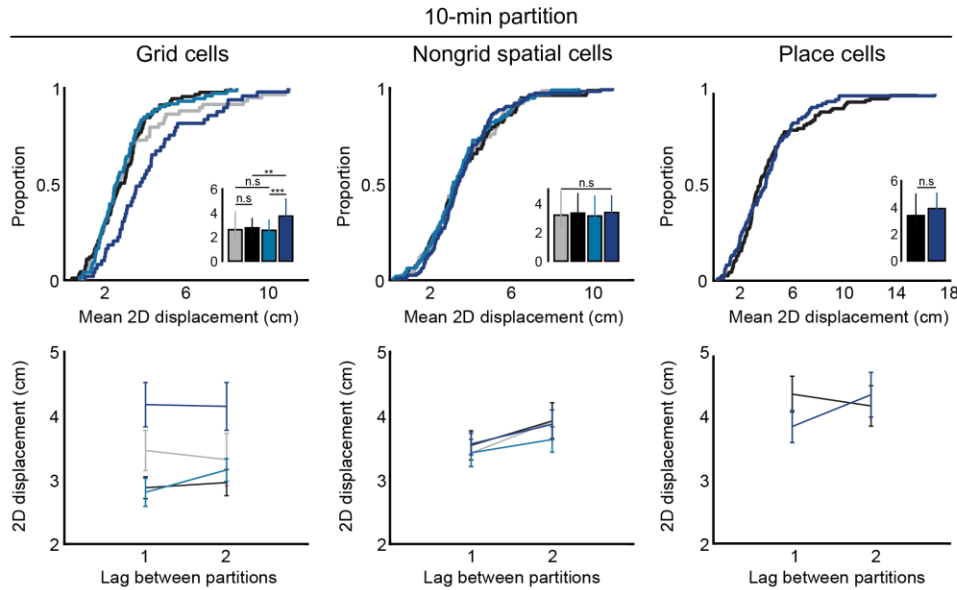 10-min partition
Grid cells
Nongrid spatial cells
Place cells
1
0.5
0
Proportion
2
6
10
Mean 2D displacement (cm)
6
4
2
0
n.s
n.s
**
***
1
0.5
0
Proportion
2
6
10
Mean 2D displacement (cm)
4
2
0
n.s
1
0.5
0
Proportion
2
6
12
14
18
Mean 2D displacement (cm)
6
4
2
0
n.s
5
4
3
2
2D displacement (cm)
1
2
Lag between partitions
5
4
3
2
2D displacement (cm)
1
2
Lag between partitions
5
4
3
2
2D displacement (cm)
1
2
Lag between partitions